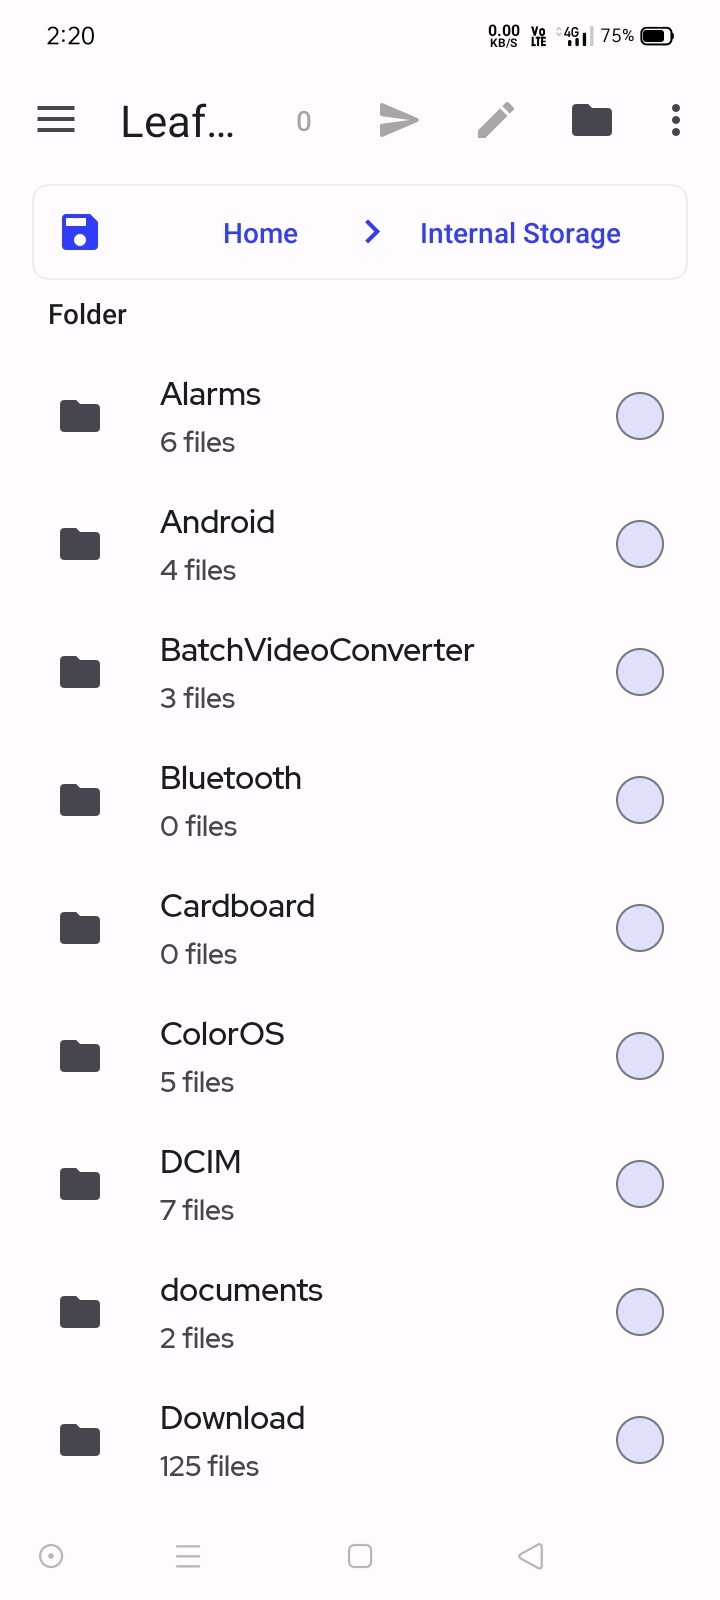 2:20
0.00 KB/S Vo LTE 4G 75%
Leaf... 0
Home Internal Storage
Folder
Alarms
6 files
Android
4 files
BatchVideoConverter
3 files
Bluetooth
0 files
Cardboard
0 files
ColorOS
5 files
DCIM
7 files
documents
2 files
Download
125 files